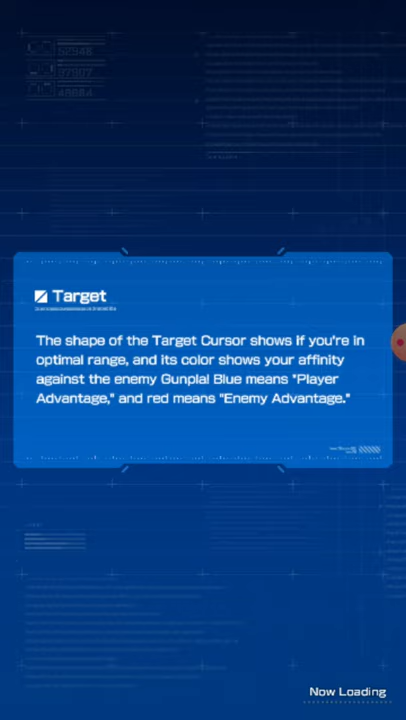 52946
97907
48884
Target
The shape of the Target Cursor shows if you're in
optimal range, and its color shows your affinity
against the enemy Gunpla! Blue means "Player
Advantage," and red means "Enemy Advantage."
Now Loading